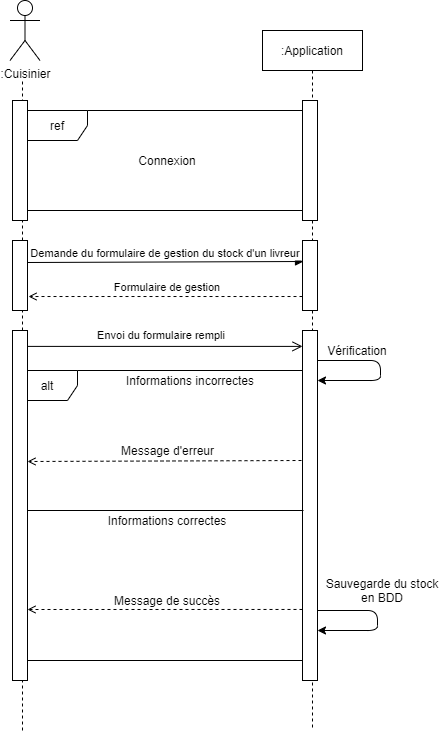 :Cuisinier
:Application
ref
Connexion
Demande du formulaire de gestion du stock d'un livreur
Formulaire de gestion
Envoi du formulaire rempli
Vérification
alt
Informations incorrectes
Message d'erreur
Informations correctes
Sauvegarde du stock
en BDD
Message de succès